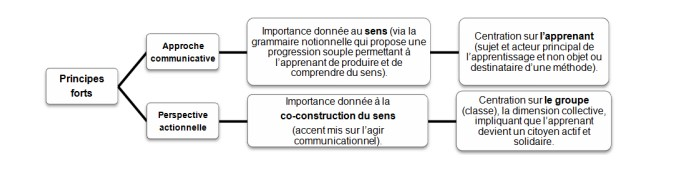 Principes
forts
Approche
communicative
Importance donnée au sens (via la
grammaire notionnelle qui propose une
progression souple permettant à
l'apprenant de produire et de
comprendre du sens).
Centration sur l'apprenant
(sujet et acteur principal de
l'apprentissage et non objet ou
destinataire d'une méthode).
Perspective
actionnelle
Importance donnée à la
co-construction du sens
(accent mis sur l'agir
communicationnel).
Centration sur le groupe
(classe), la dimension collective,
impliquant que l'apprenant
devient un citoyen actif et
solidaire.